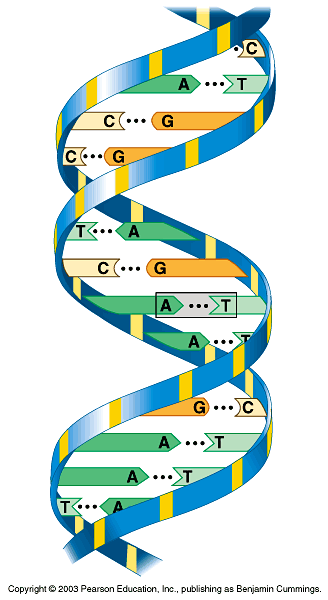 C
A T
C G
C G
T A
C G
A T
A T
G C
A T
A T
T A
Copyright © 2003 Pearson Education, Inc., publishing as Benjamin Cummings.